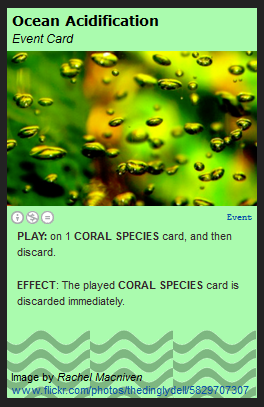 Ocean Acidification
Event Card
Event
PLAY: on 1 CORAL SPECIES card, and then
discard.
EFFECT: The played CORAL SPECIES card is
discarded immediately.
Image by Rachel Macniven
www.flickr.com/photos/thedinglydell/5829707307